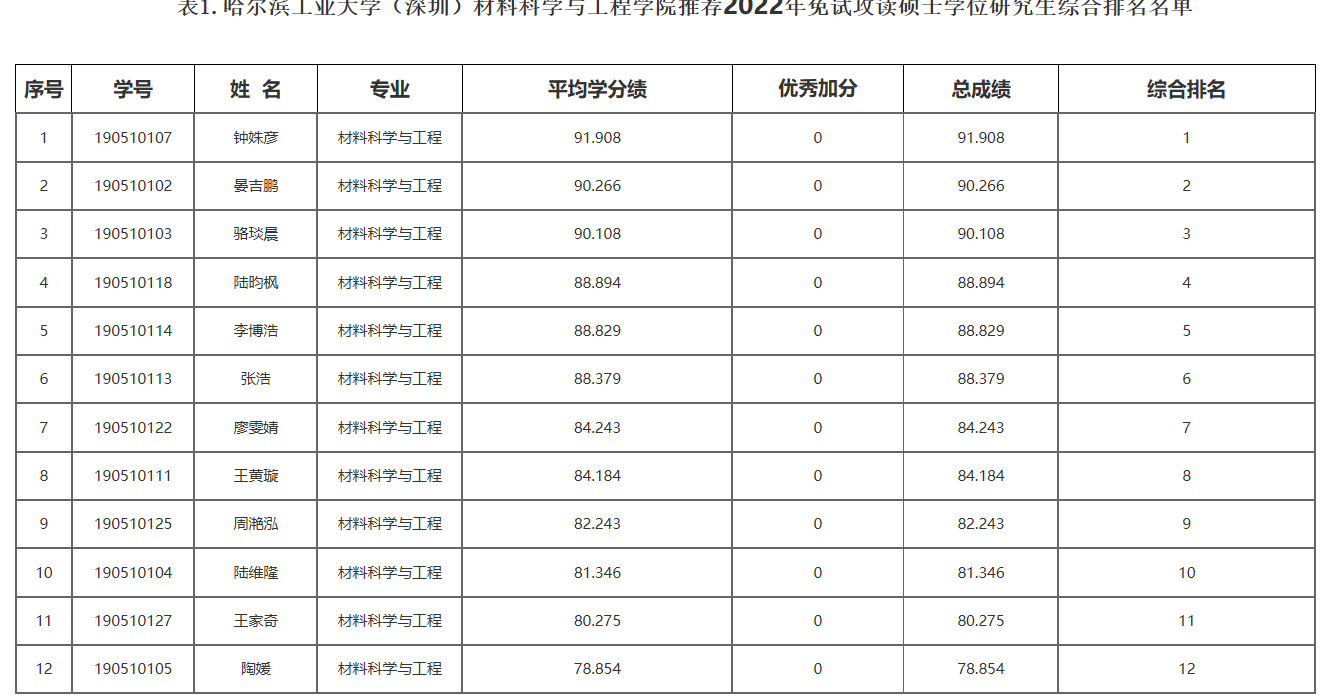 表1. 哈尔滨工业大学（深圳）材料科学与工程学院推荐2022年免试攻读硕士学位研究生综合排名名单
序号 学号 姓 名 专业 平均学分绩 优秀加分 总成绩 综合排名
1 190510107 钟姝彦 材料科学与工程 91.908 0 91.908 1
2 190510102 晏吉鹏 材料科学与工程 90.266 0 90.266 2
3 190510103 骆琰晨 材料科学与工程 90.108 0 90.108 3
4 190510118 陆昀枫 材料科学与工程 88.894 0 88.894 4
5 190510114 李博浩 材料科学与工程 88.829 0 88.829 5
6 190510113 张浩 材料科学与工程 88.379 0 88.379 6
7 190510122 廖雯婧 材料科学与工程 84.243 0 84.243 7
8 190510111 王黄璇 材料科学与工程 84.184 0 84.184 8
9 190510125 周滟泓 材料科学与工程 82.243 0 82.243 9
10 190510104 陆维隆 材料科学与工程 81.346 0 81.346 10
11 190510127 王家奇 材料科学与工程 80.275 0 80.275 11
12 190510105 陶媛 材料科学与工程 78.854 0 78.854 12